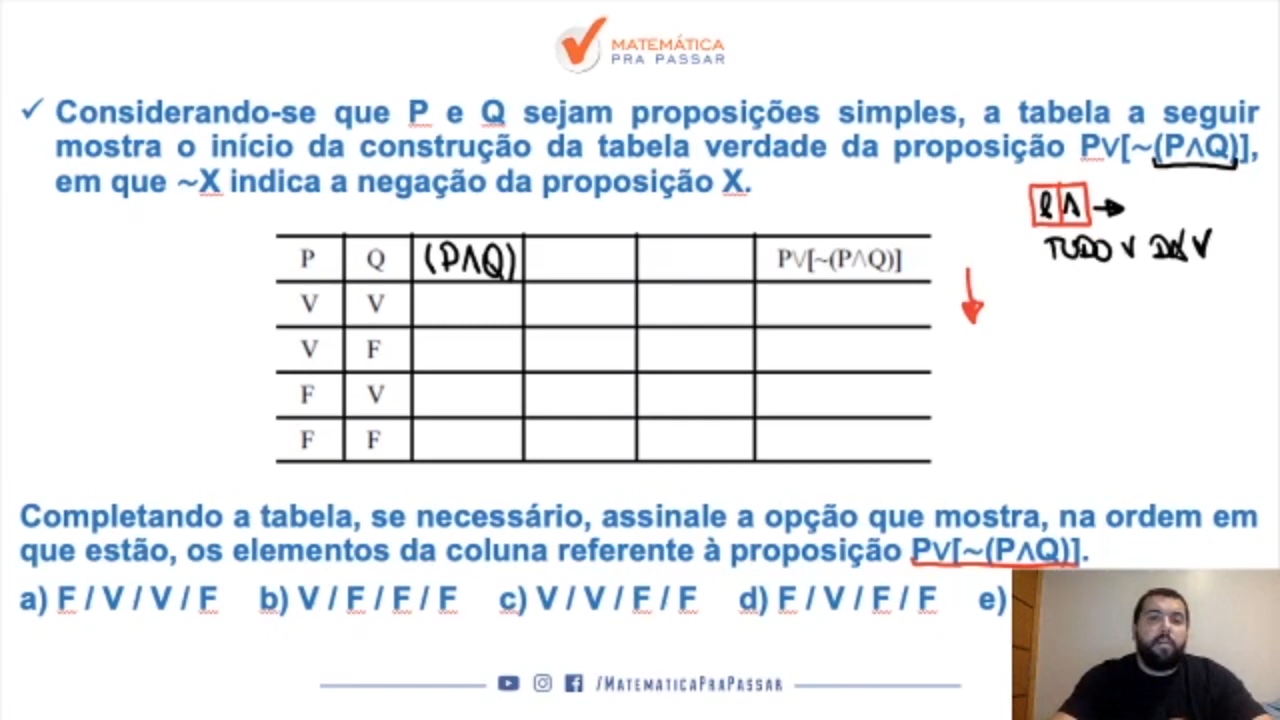 MATEMÁTICA
PRA PASSAR
✓ Considerando-se que P e Q sejam proposições simples, a tabela a seguir
mostra o início da construção da tabela verdade da proposição P∨[~(P∧Q)],
em que ~X indica a negação da proposição X.
e ∧ →
TUDO V DÁ V
P Q (P∧Q) P∨[~(P∧Q)]
V V
V F
F V
F F
Completando a tabela, se necessário, assinale a opção que mostra, na ordem em
que estão, os elementos da coluna referente à proposição P∨[~(P∧Q)].
a) F / V / V / F b) V / F / F / F c) V / V / F / F d) F / V / F / F e)
/MATEMATICAPRAPASSAR